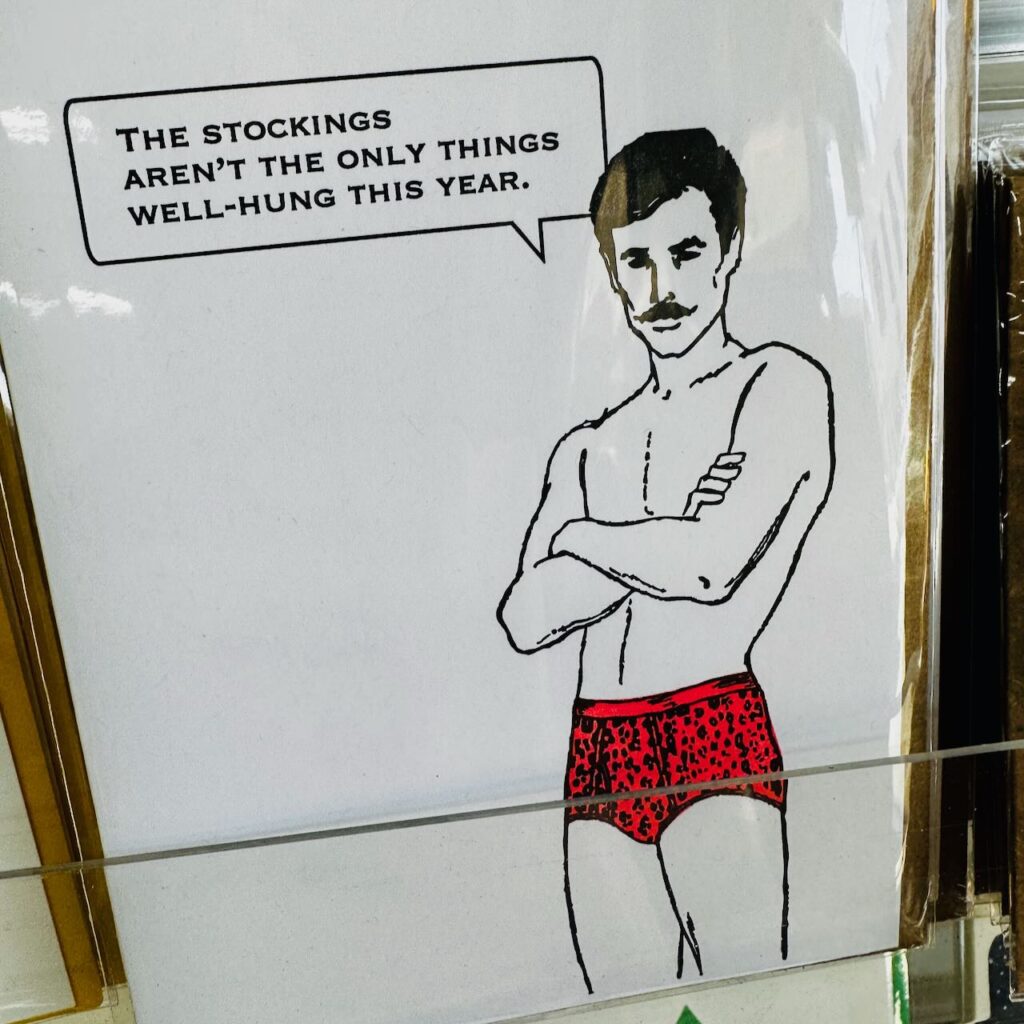 THE STOCKINGS
AREN'T THE ONLY THINGS
WELL-HUNG THIS YEAR.